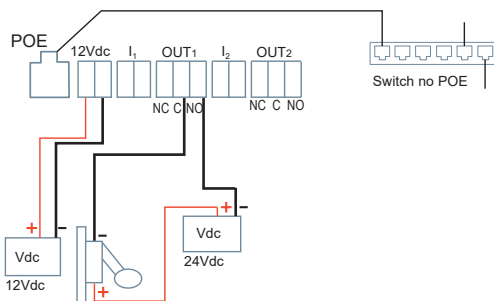 POE
12Vdc I1 OUT1 I2 OUT2
NC C NO
NC C NO
Switch no POE
+ -
Vdc
12Vdc
-
+
+ -
Vdc
24Vdc